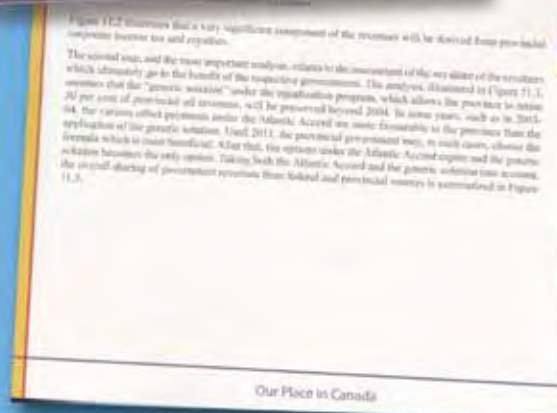 Figure 11.2 illustrates that a very significant component of the revenues will be derived from provincial
corporate income tax and royalties.
The second step, and the most important analysis, relates to the assessment of the net share of the revenues
which ultimately go to the benefit of the respective governments. The analysis, illustrated in Figure 11.3,
assumes that the "generic solution" under the equalization program, which allows the province to retain
30 per cent of provincial oil revenues, will be preserved beyond 2004. In some years, such as in 2003-
04, the various offset payments under the Atlantic Accord are more favourable to the province than the
application of the generic solution. Until 2011, the provincial government may, in such cases, choose the
formula which is most beneficial. After that, the options under the Atlantic Accord expire and the generic
solution becomes the only option. Taking both the Atlantic Accord and the generic solution into account,
the overall sharing of government revenues from federal and provincial sources is summarized in Figure
11.3.
Our Place in Canada